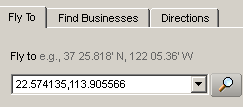 Fly To Find Businesses Directions
Fly to e.g., 37 25.818' N, 122 05.36' W
22.574135,113.905566